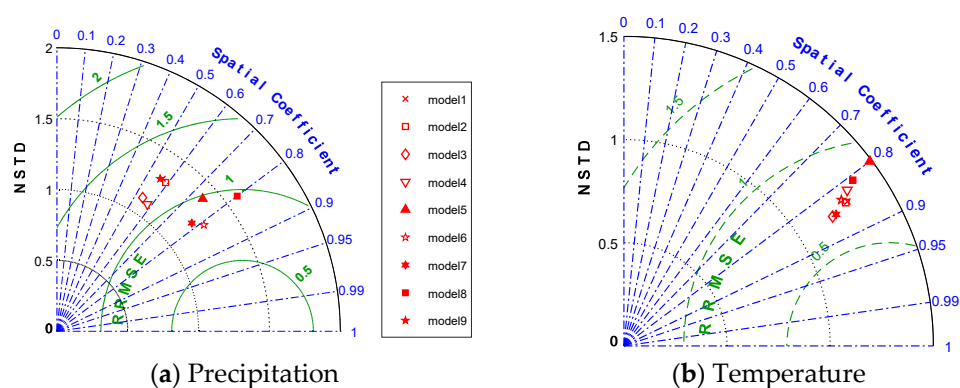 2
1.5
1
0.5
0
NSTD
0
0.1
0.2
0.3
0.4
0.5
0.6
0.7
0.8
0.9
0.95
0.99
1
Spatial Coefficient
2
1.5
1
0.5
RRMSE
model1
model2
model3
model4
model5
model6
model7
model8
model9
1.5
1
0.5
0
NSTD
0
0.1
0.2
0.3
0.4
0.5
0.6
0.7
0.8
0.9
0.95
0.99
1
Spatial Coefficient
1.5
1
0.5
RRMSE
(a) Precipitation
(b) Temperature